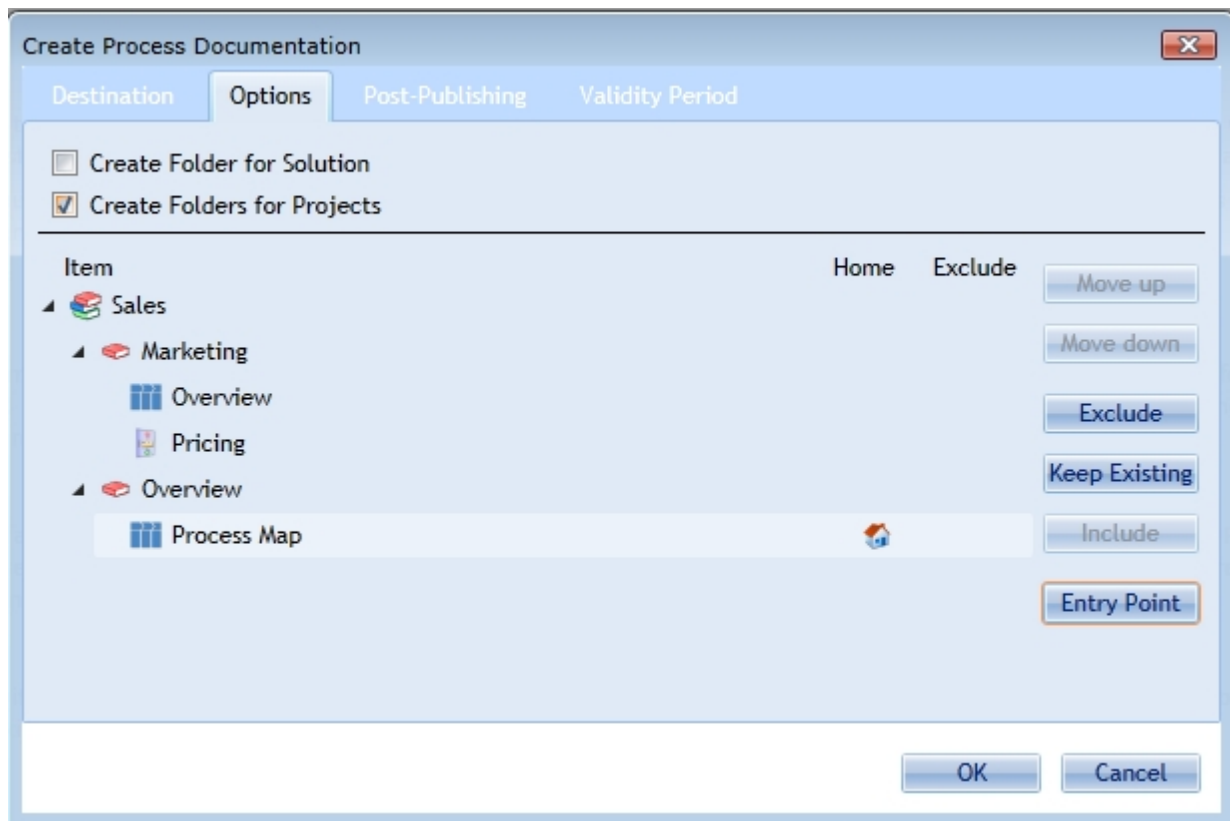 Create Process Documentation
Destination Options Post-Publishing Validity Period
Create Folder for Solution
Create Folders for Projects
Item Home Exclude
Move up
Sales
Move down
Marketing
Overview
Exclude
Pricing
Keep Existing
Overview
Process Map
Include
Entry Point
OK Cancel